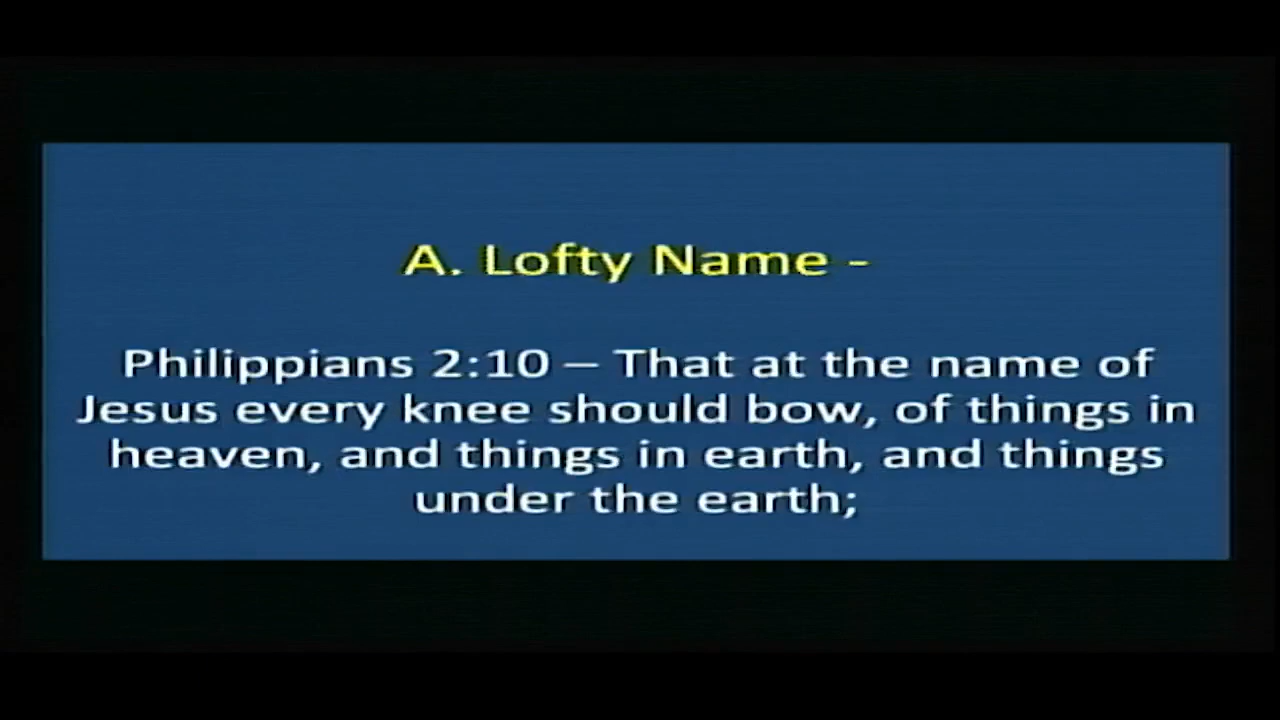 A. Lofty Name -
Philippians 2:10 – That at the name of
Jesus every knee should bow, of things in
heaven, and things in earth, and things
under the earth;